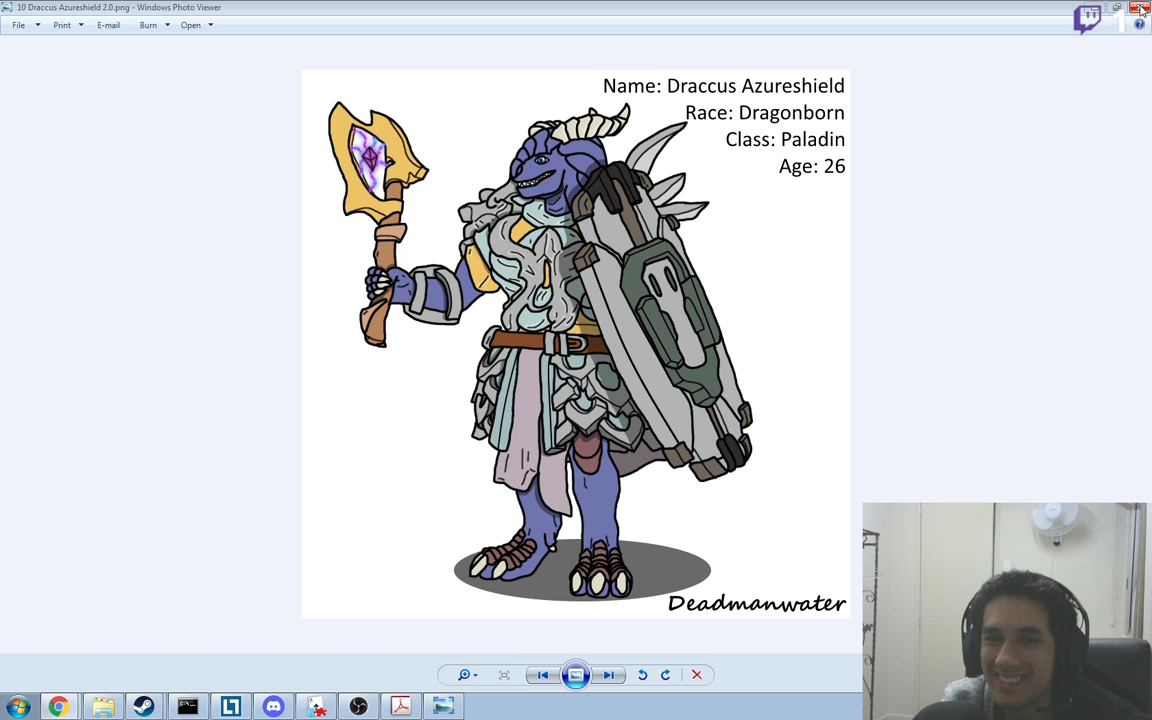 10 Draccus Azureshield 2.0.png - Windows Photo Viewer
1
File Print E-mail Burn Open
Name: Draccus Azureshield
Race: Dragonborn
Class: Paladin
Age: 26
Deadmanwater